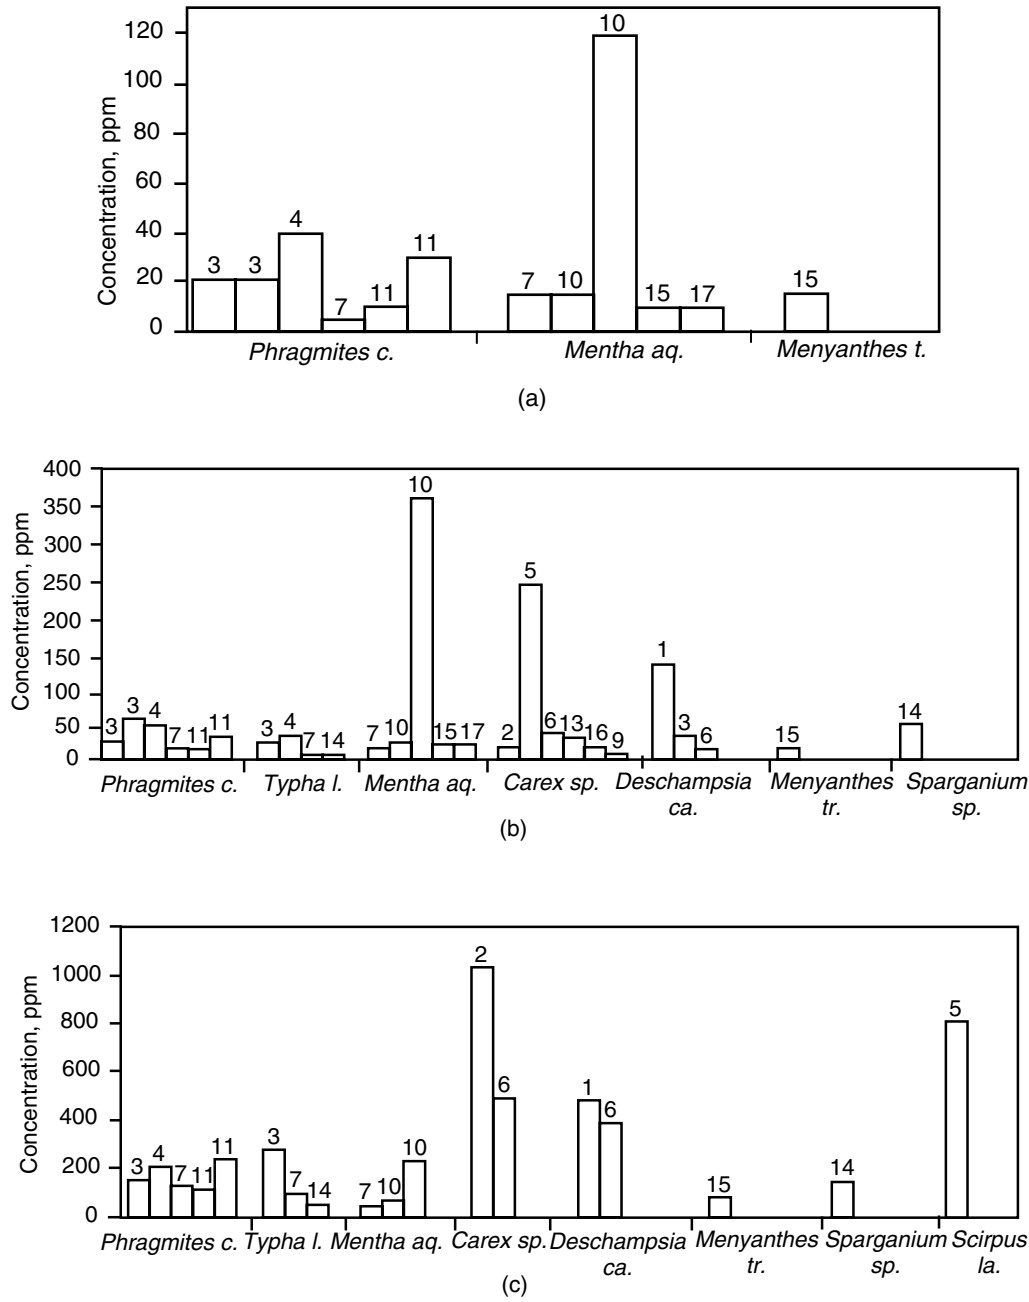 120
100
80
60
40
20
0
Concentration, ppm
3 3 4 7 11 11 7 10 10 15 17 15
Phragmites c. Mentha aq. Menyanthes t.
(a)
400
350
300
250
200
150
100
50
0
Concentration, ppm
3 3 4 7 11 11 3 4 7 14 7 10 10 15 17 2 5 6 13 16 9 1 3 6 15 14
Phragmites c. Typha l. Mentha aq. Carex sp. Deschampsia Menyanthes Sparganium
ca. tr. sp.
(b)
1200
1000
800
600
400
200
0
Concentration, ppm
3 4 7 11 11 3 7 14 7 10 10 2 6 1 6 15 14 5
Phragmites c. Typha l. Mentha aq. Carex sp. Deschampsia Menyanthes Sparganium Scirpus
ca. tr. sp. la.
(c)